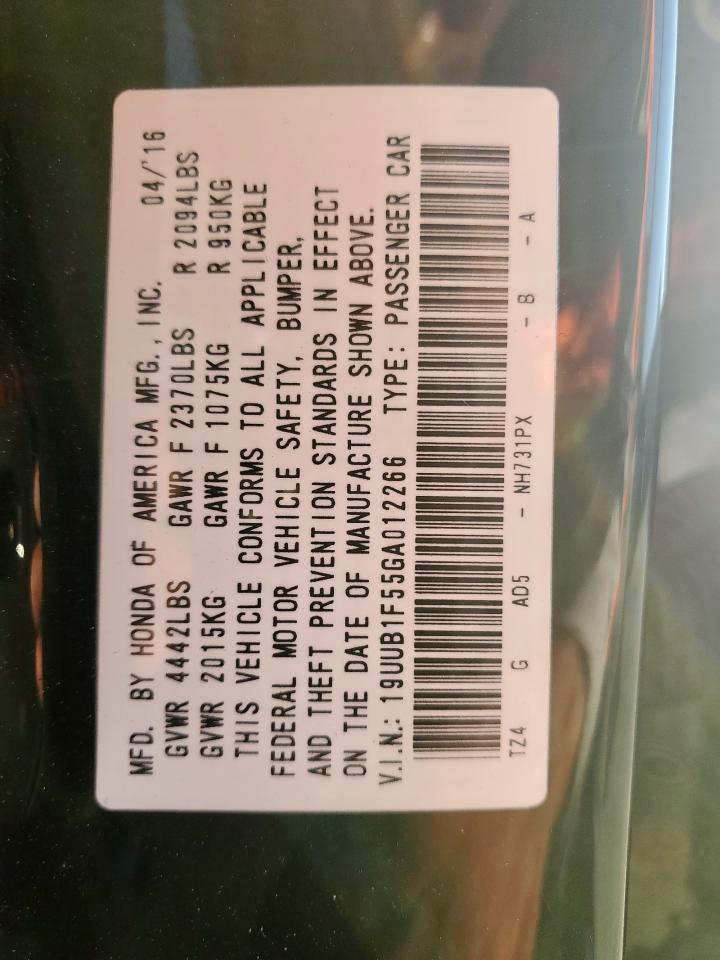 MFD. BY HONDA OF AMERICA MFG., INC. 04/'16
GVWR 4442LBS GAWR F 2370LBS R 2094LBS
GVWR 2015KG GAWR F 1075KG R 950KG
THIS VEHICLE CONFORMS TO ALL APPLICABLE
FEDERAL MOTOR VEHICLE SAFETY, BUMPER,
AND THEFT PREVENTION STANDARDS IN EFFECT
ON THE DATE OF MANUFACTURE SHOWN ABOVE.
V.I.N.: 19UUB1F55GA012266 TYPE: PASSENGER CAR
TZ4 G AD5 - NH731PX - B - A